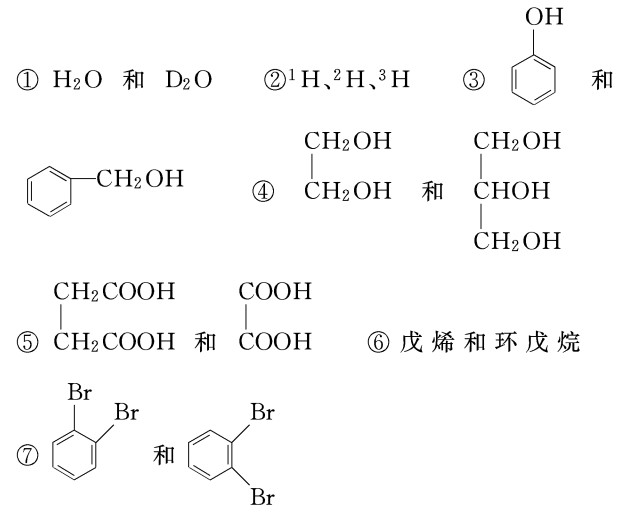 OH
① H₂O 和 D₂O ②¹H、²H、³H ③ 和
CH₂OH CH₂OH
CH₂OH ④ CH₂OH 和 CHOH
CH₂OH
CH₂COOH COOH
⑤ CH₂COOH 和 COOH ⑥ 戊烯和环戊烷
Br
Br Br
⑦ 和
Br